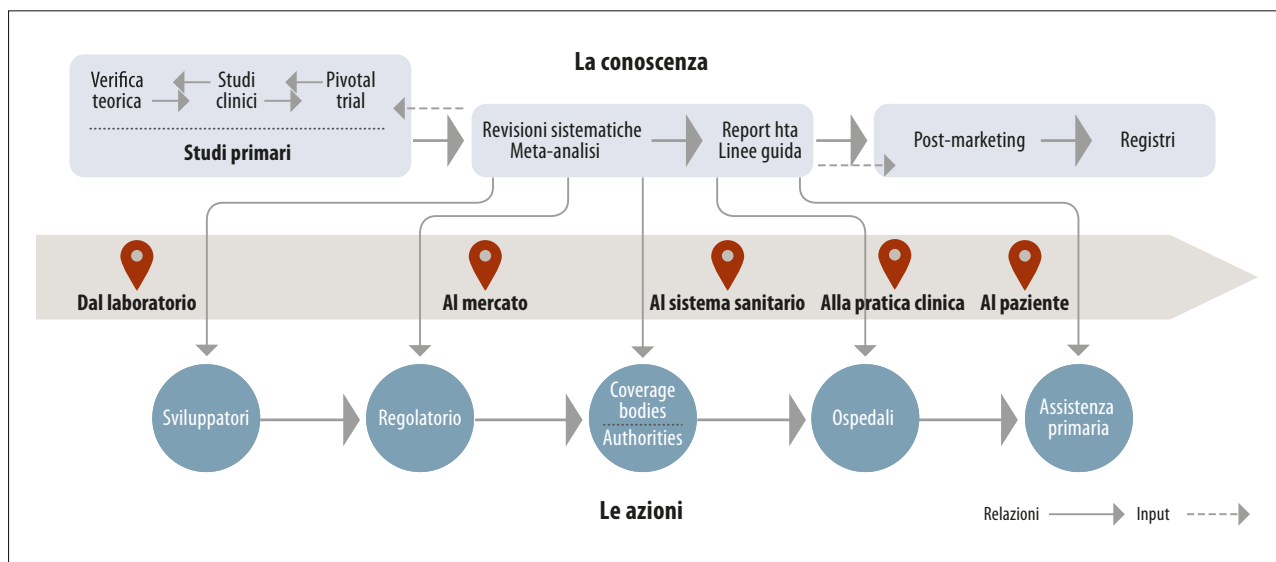 La conoscenza
Verifica
teorica
Studi
clinici
Pivotal
trial
Studi primari
Revisioni sistematiche
Meta-analisi
Report hta
Linee guida
Post-marketing
Registri
Dal laboratorio
Al mercato
Al sistema sanitario
Alla pratica clinica
Al paziente
Sviluppatori
Regolatorio
Coverage
bodies
Authorities
Ospedali
Assistenza
primaria
Le azioni
Relazioni
Input